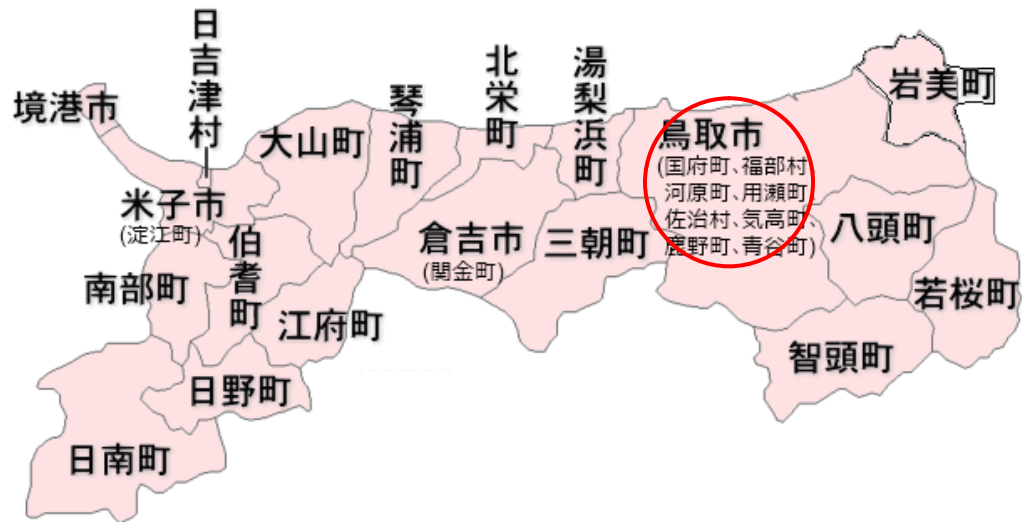 日吉津村
境港市
大山町
琴浦町
北栄町
湯梨浜町
鳥取市
(国府町、福部村
河原町、用瀬町
佐治村、気高町、
鹿野町、青谷町)
岩美町
米子市
(淀江町)
伯耆町
倉吉市
(関金町)
三朝町
八頭町
南部町
江府町
若桜町
智頭町
日野町
日南町